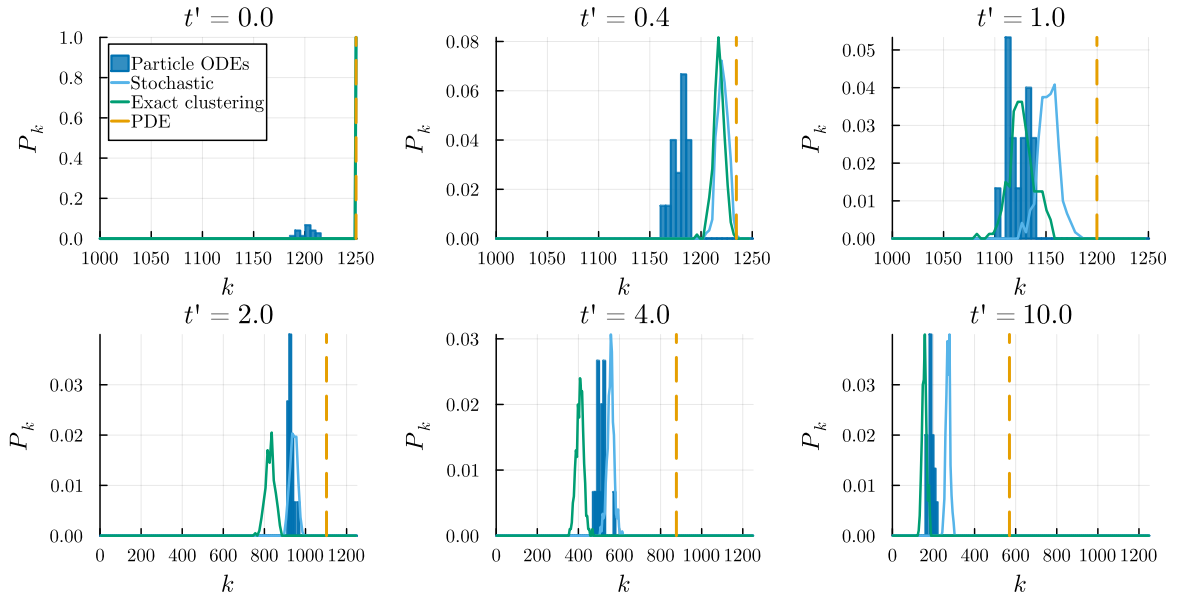 t' = 0.0
1.0
0.8
0.6
0.4
0.2
0.0
P_k
Particle ODEs
Stochastic
Exact clustering
PDE
1000 1050 1100 1150 1200 1250
k
t' = 0.4
0.08
0.06
0.04
0.02
0.00
P_k
1000 1050 1100 1150 1200 1250
k
t' = 1.0
0.05
0.04
0.03
0.02
0.01
0.00
P_k
1000 1050 1100 1150 1200 1250
k
t' = 2.0
0.03
0.02
0.01
0.00
P_k
0 200 400 600 800 1000 1200
k
t' = 4.0
0.03
0.02
0.01
0.00
P_k
0 200 400 600 800 1000 1200
k
t' = 10.0
0.03
0.02
0.01
0.00
P_k
0 200 400 600 800 1000 1200
k